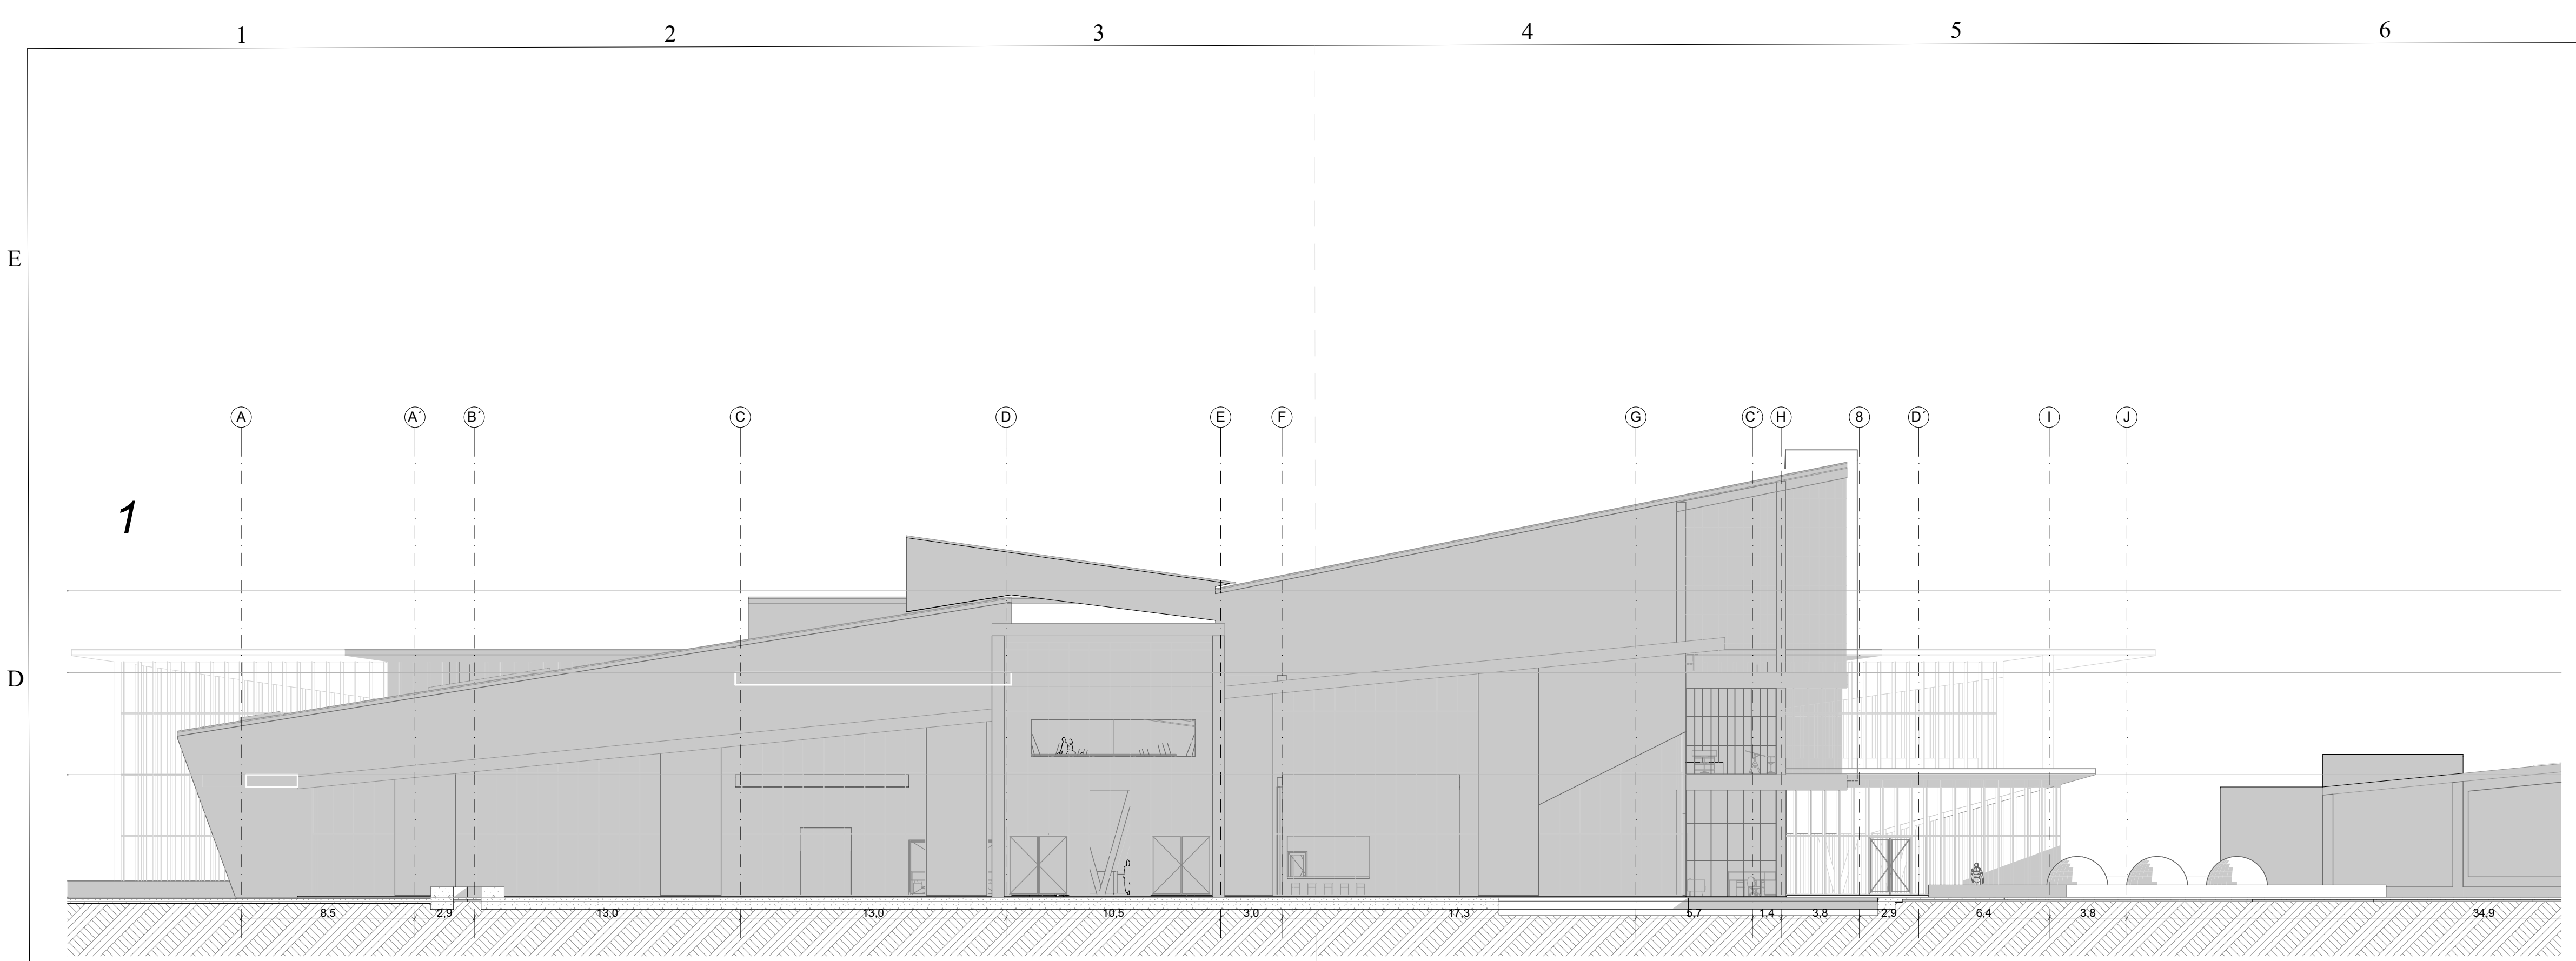 1 2 3 4 5 6
E
A A´ B´ C D E F G C´ H 8 D´ I J
1
D
8,5 2,9 13,0 13,0 10,5 3,0 17,3 5,7 1,4 3,8 2,9 6,4 3,8 34,9